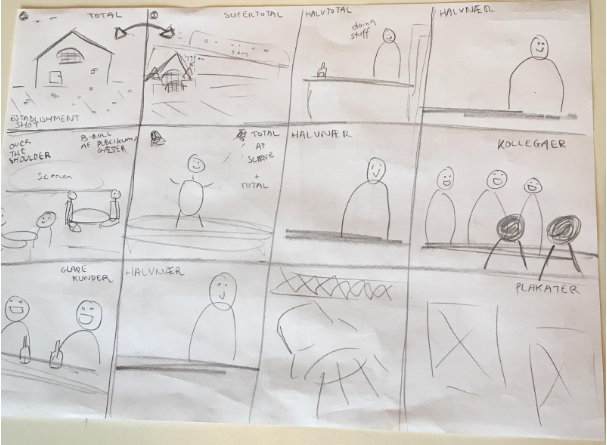 TOTAL
SUPERTOTAL
HALVTOTAL
doing
stuff
HALVNÆR
ESTABLISHMENT
SHOT
OVER
THE
SHOULDER
B-RULL
AF PUBLIKUM/
GÆSTER
Scenen
TOTAL
AF
SCENE
+
TOTAL
HALVNÆR
KOLLEGAER
GLADE
KUNDER
HALVNÆR
PLAKATER